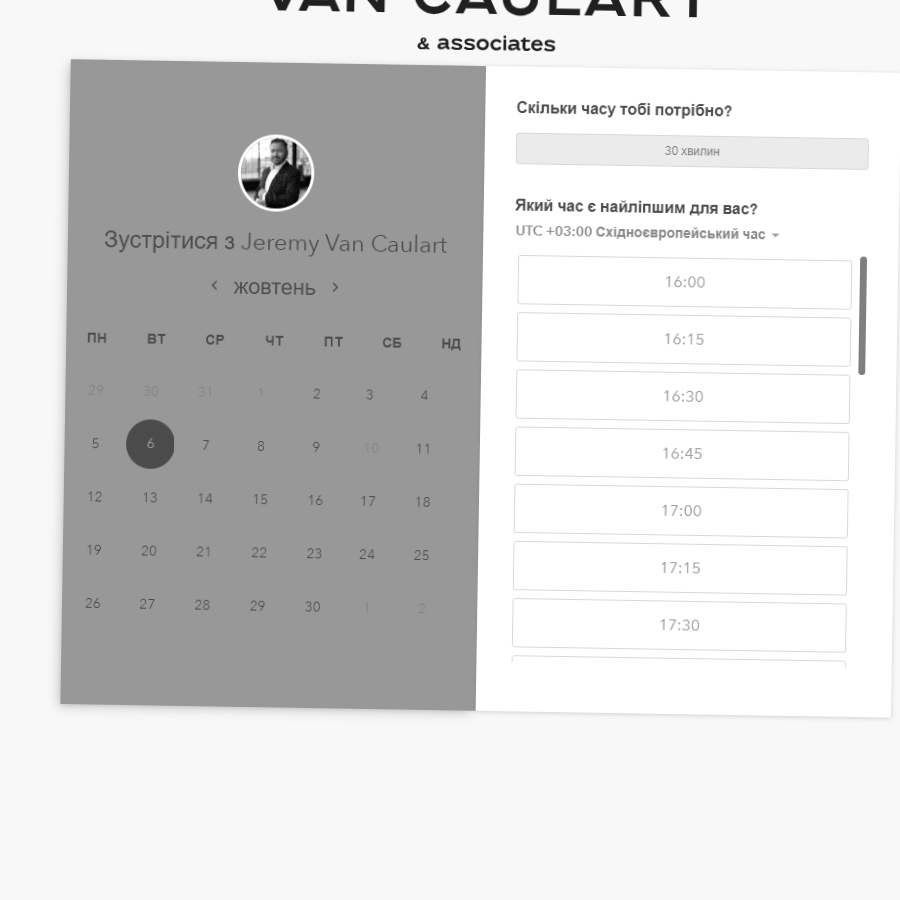 VAN CAULART
& associates
Зустрітися з Jeremy Van Caulart
жовтень
ПН ВТ СР ЧТ ПТ СБ НД
29 30 31 1 2 3 4
5 6 7 8 9 10 11
12 13 14 15 16 17 18
19 20 21 22 23 24 25
26 27 28 29 30 1 2
Скільки часу тобі потрібно?
30 хвилин
Який час є найліпшим для вас?
UTC +03:00 Східноєвропейський час
16:00
16:15
16:30
16:45
17:00
17:15
17:30